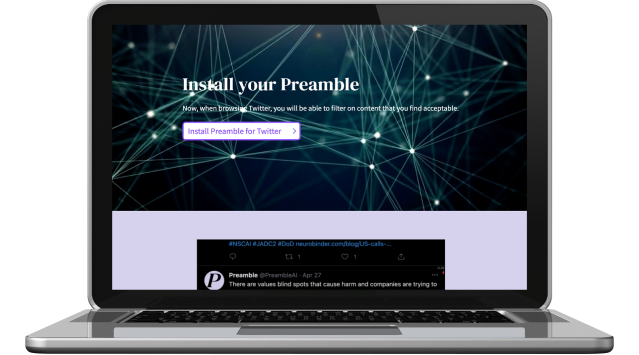 Install your Preamble
Now, when browsing Twitter, you will be able to filter on content that you find acceptable.
Install Preamble for Twitter >
#NSCAI #JADC2 #DoD neurobinder.com/blog/US-calls-...
1 1
P Preamble @PreambleAI · Apr 27 ...
There are values blind spots that cause harm and companies are trying to